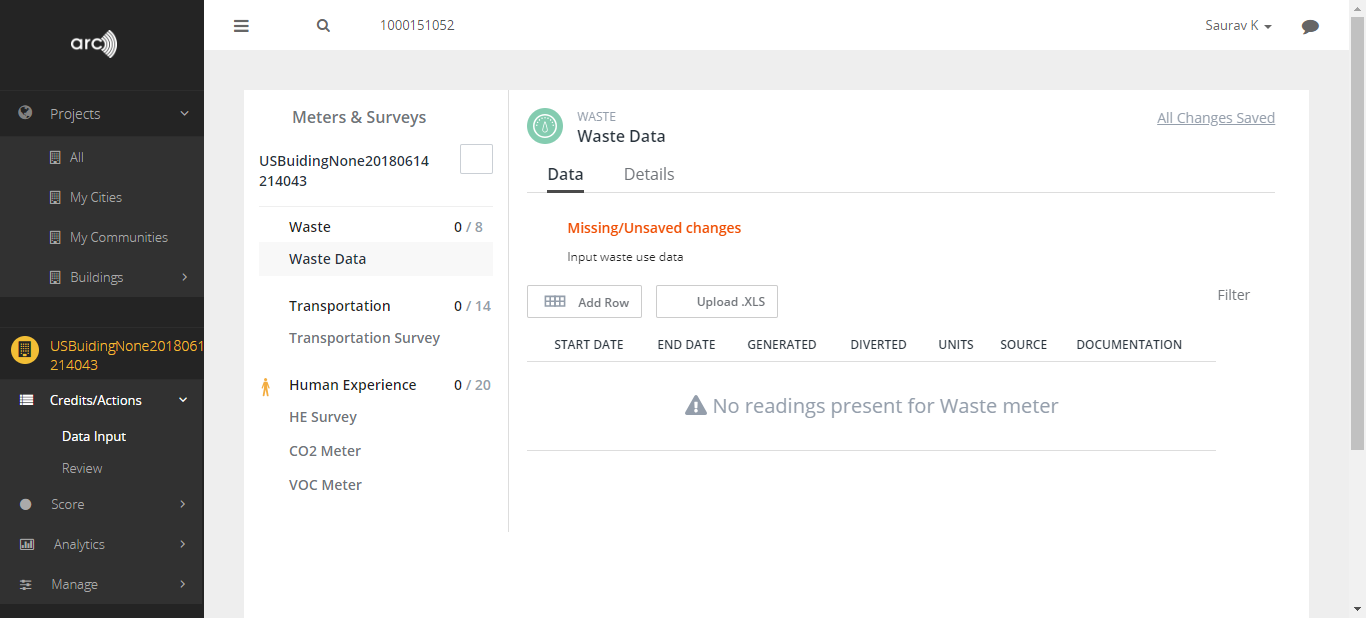 arc
1000151052
Saurav K
Projects
All
My Cities
My Communities
Buildings
USBuidingNone2018061
214043
Credits/Actions
Data Input
Review
Score
Analytics
Manage
Meters & Surveys
USBuidingNone20180614
214043
Waste 0 / 8
Waste Data
Transportation 0 / 14
Transportation Survey
Human Experience 0 / 20
HE Survey
CO2 Meter
VOC Meter
WASTE
Waste Data
All Changes Saved
Data Details
Missing/Unsaved changes
Input waste use data
Add Row Upload .XLS Filter
START DATE END DATE GENERATED DIVERTED UNITS SOURCE DOCUMENTATION
No readings present for Waste meter